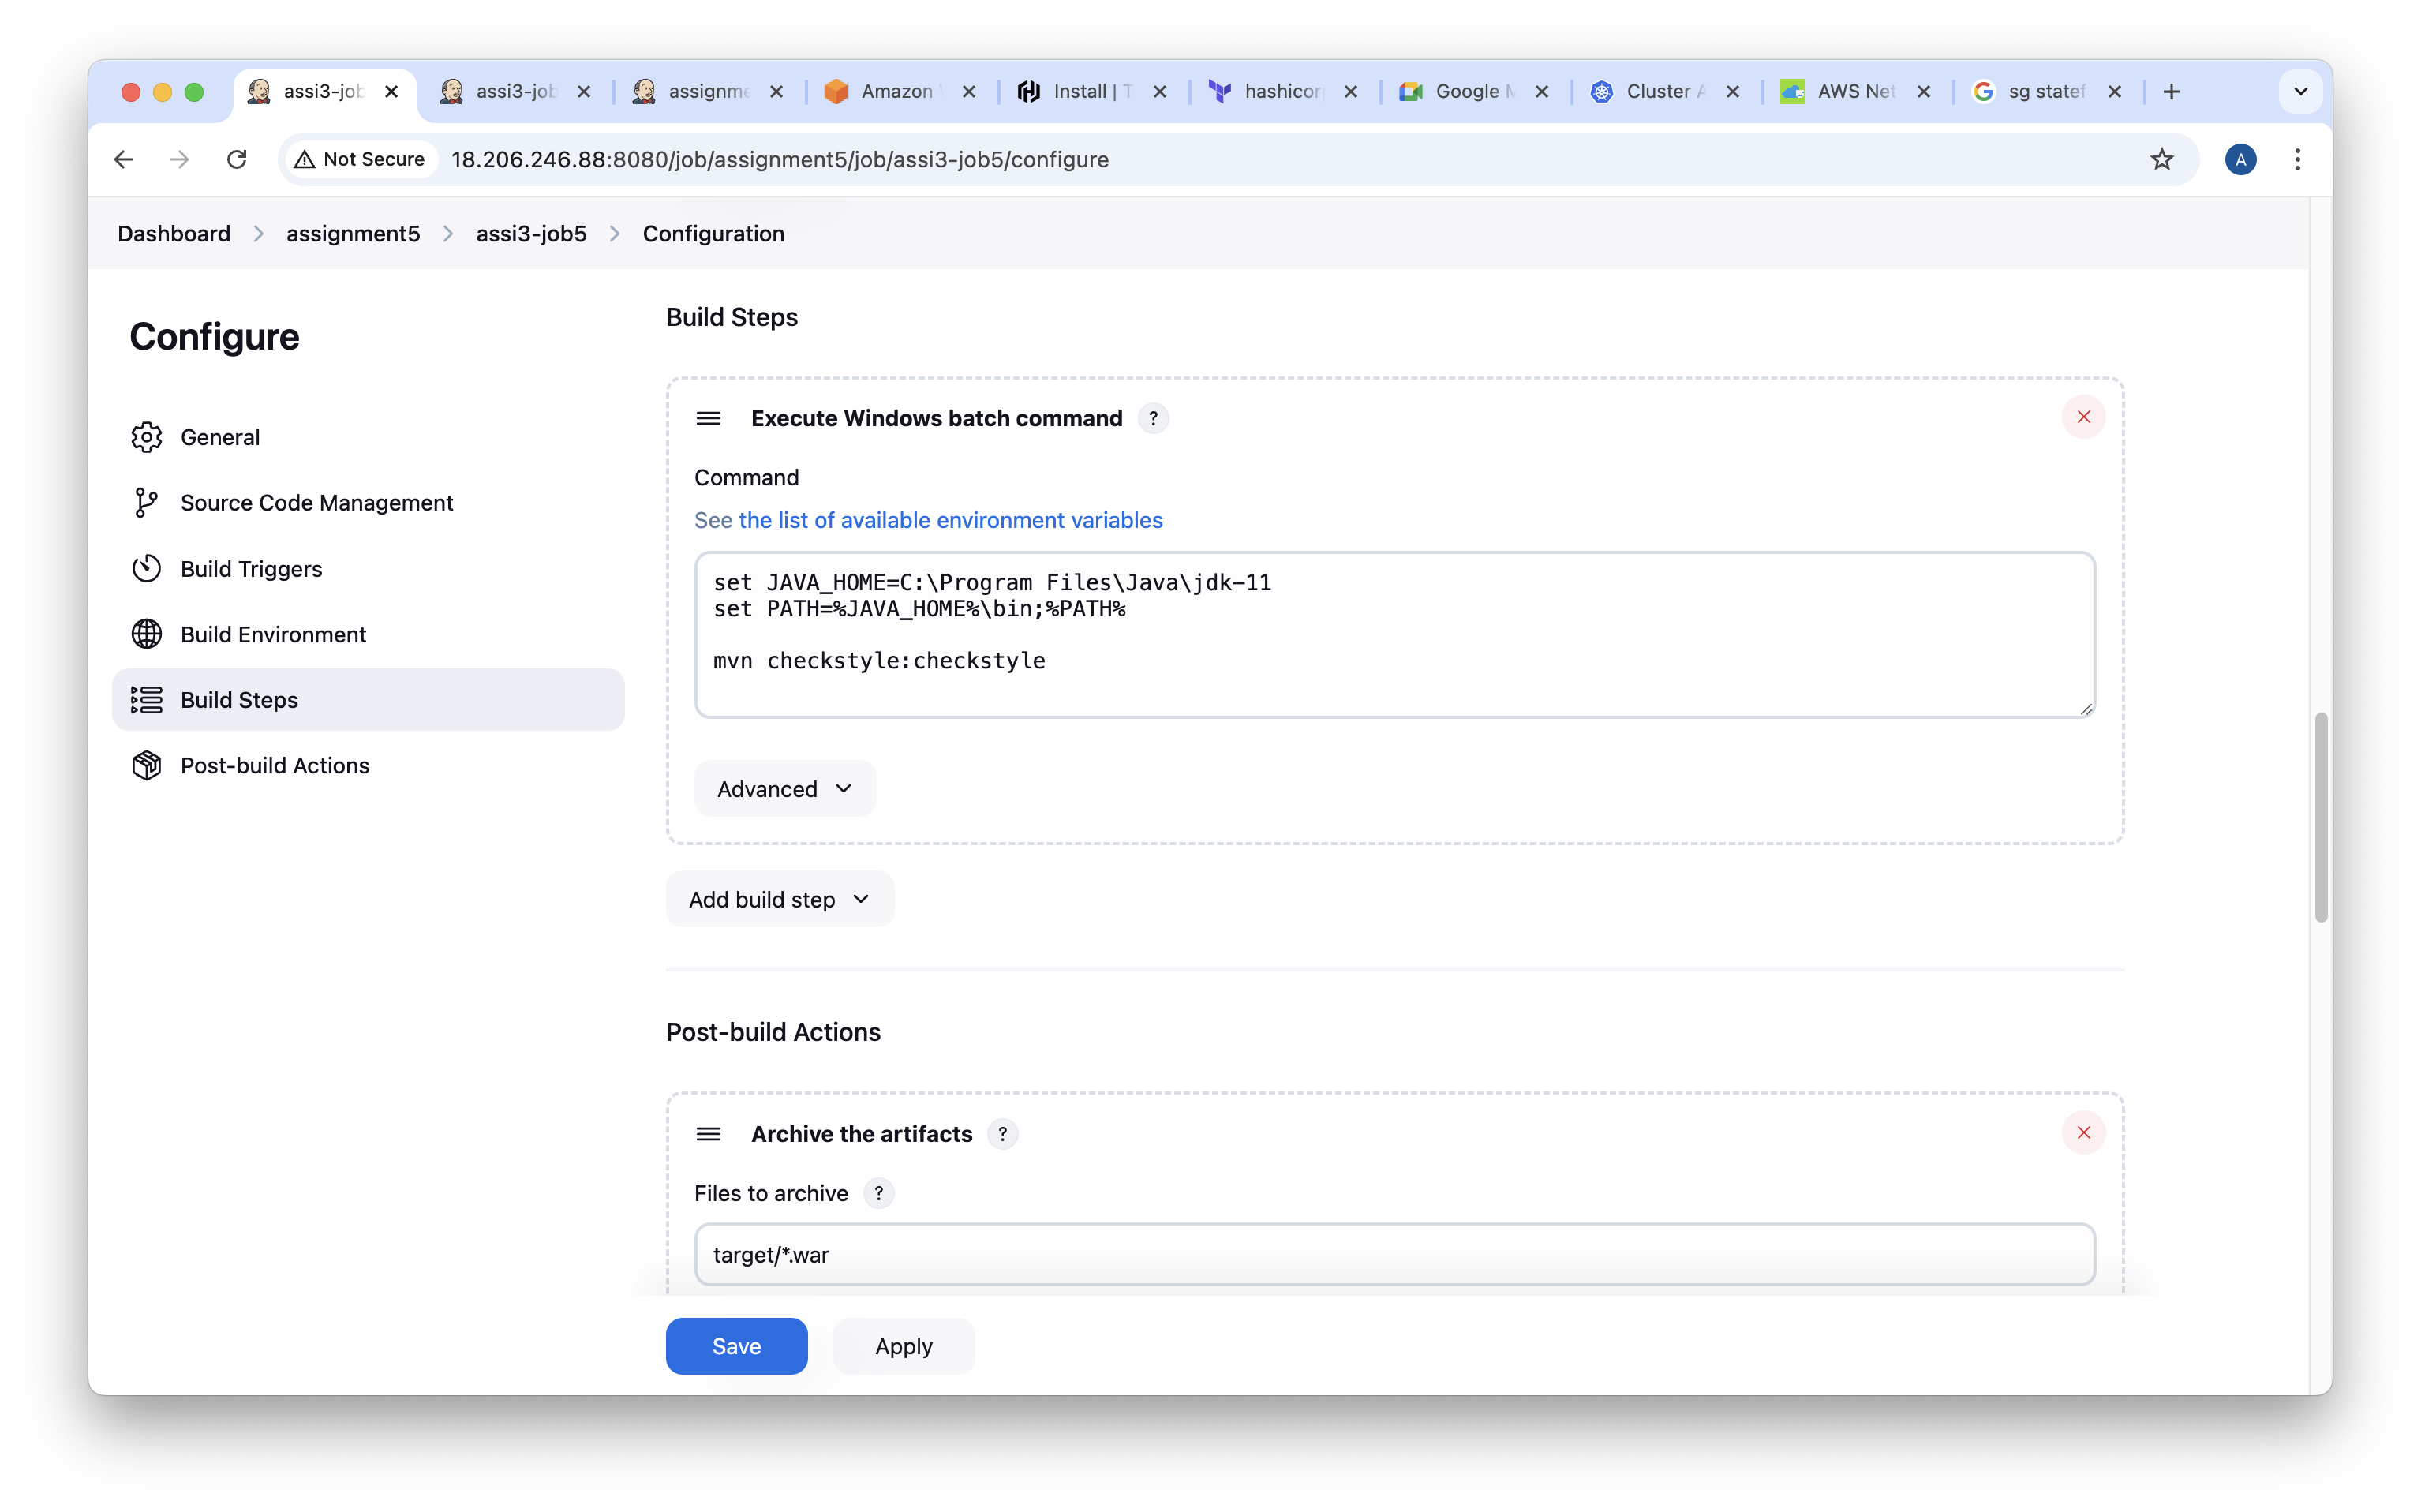 assi3-job
assi3-job
assignme
Amazon
Install | T
hashicorp
Google M
Cluster A
AWS Net
sg statef
Not Secure
18.206.246.88:8080/job/assignment5/job/assi3-job5/configure
A
Dashboard
assignment5
assi3-job5
Configuration
Configure
General
Source Code Management
Build Triggers
Build Environment
Build Steps
Post-build Actions
Build Steps
Execute Windows batch command ?
Command
See the list of available environment variables
set JAVA_HOME=C:\Program Files\Java\jdk-11
set PATH=%JAVA_HOME%\bin;%PATH%
mvn checkstyle:checkstyle
Advanced
Add build step
Post-build Actions
Archive the artifacts ?
Files to archive ?
target/*.war
Save
Apply